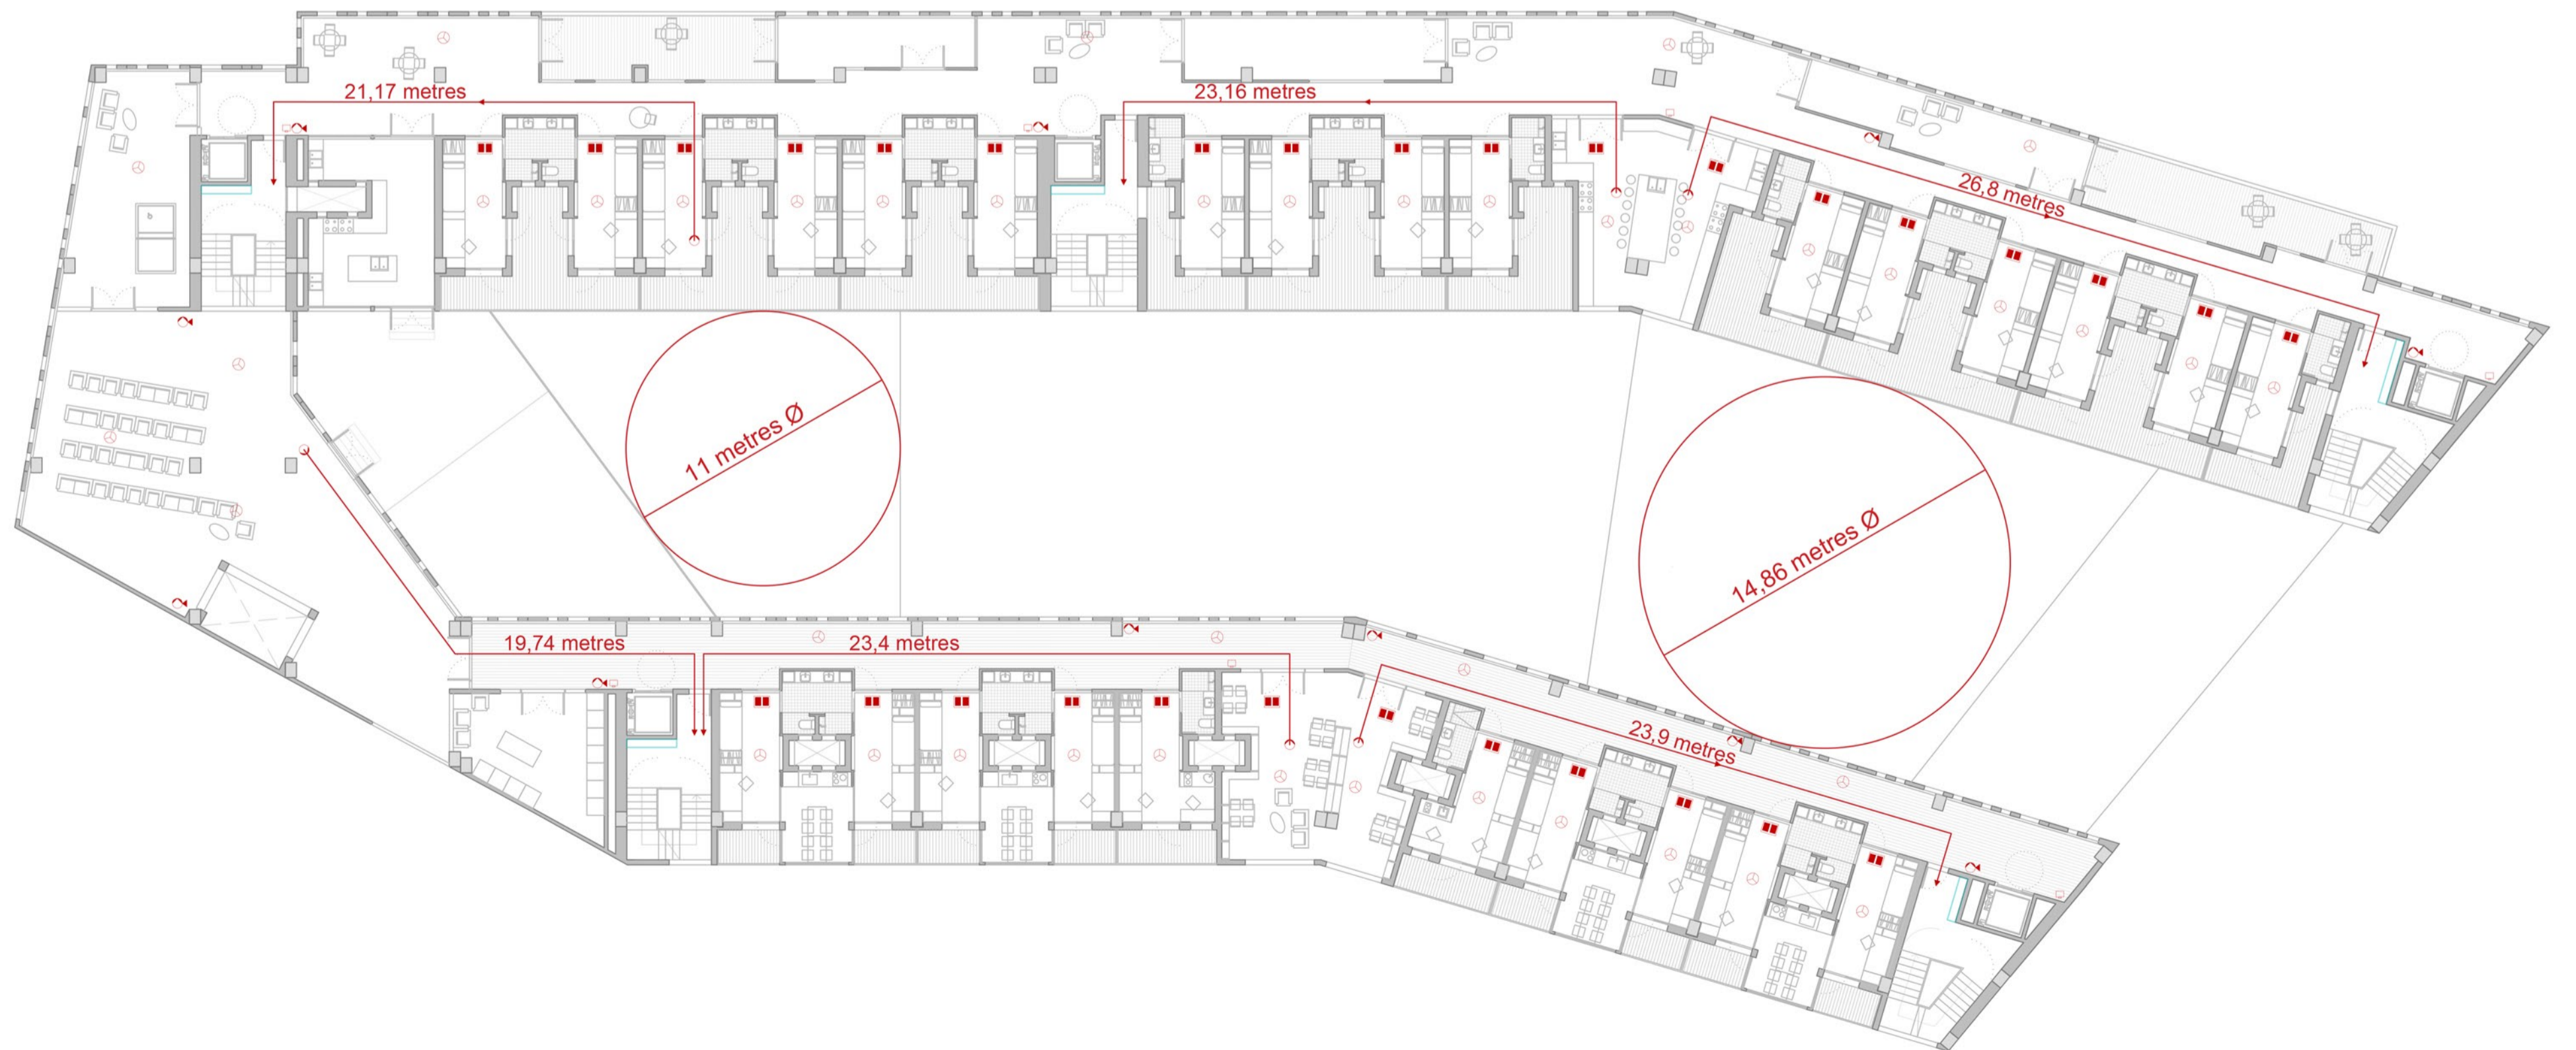 21,17 metres
23,16 metres
26,8 metres
11 metres Ø
14,86 metres Ø
19,74 metres
23,4 metres
23,9 metres